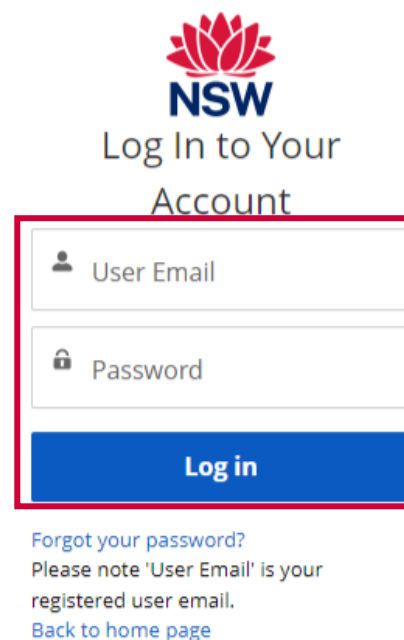 NSW
Log In to Your
Account
User Email
Password
Log in
Forgot your password?
Please note 'User Email' is your
registered user email.
Back to home page